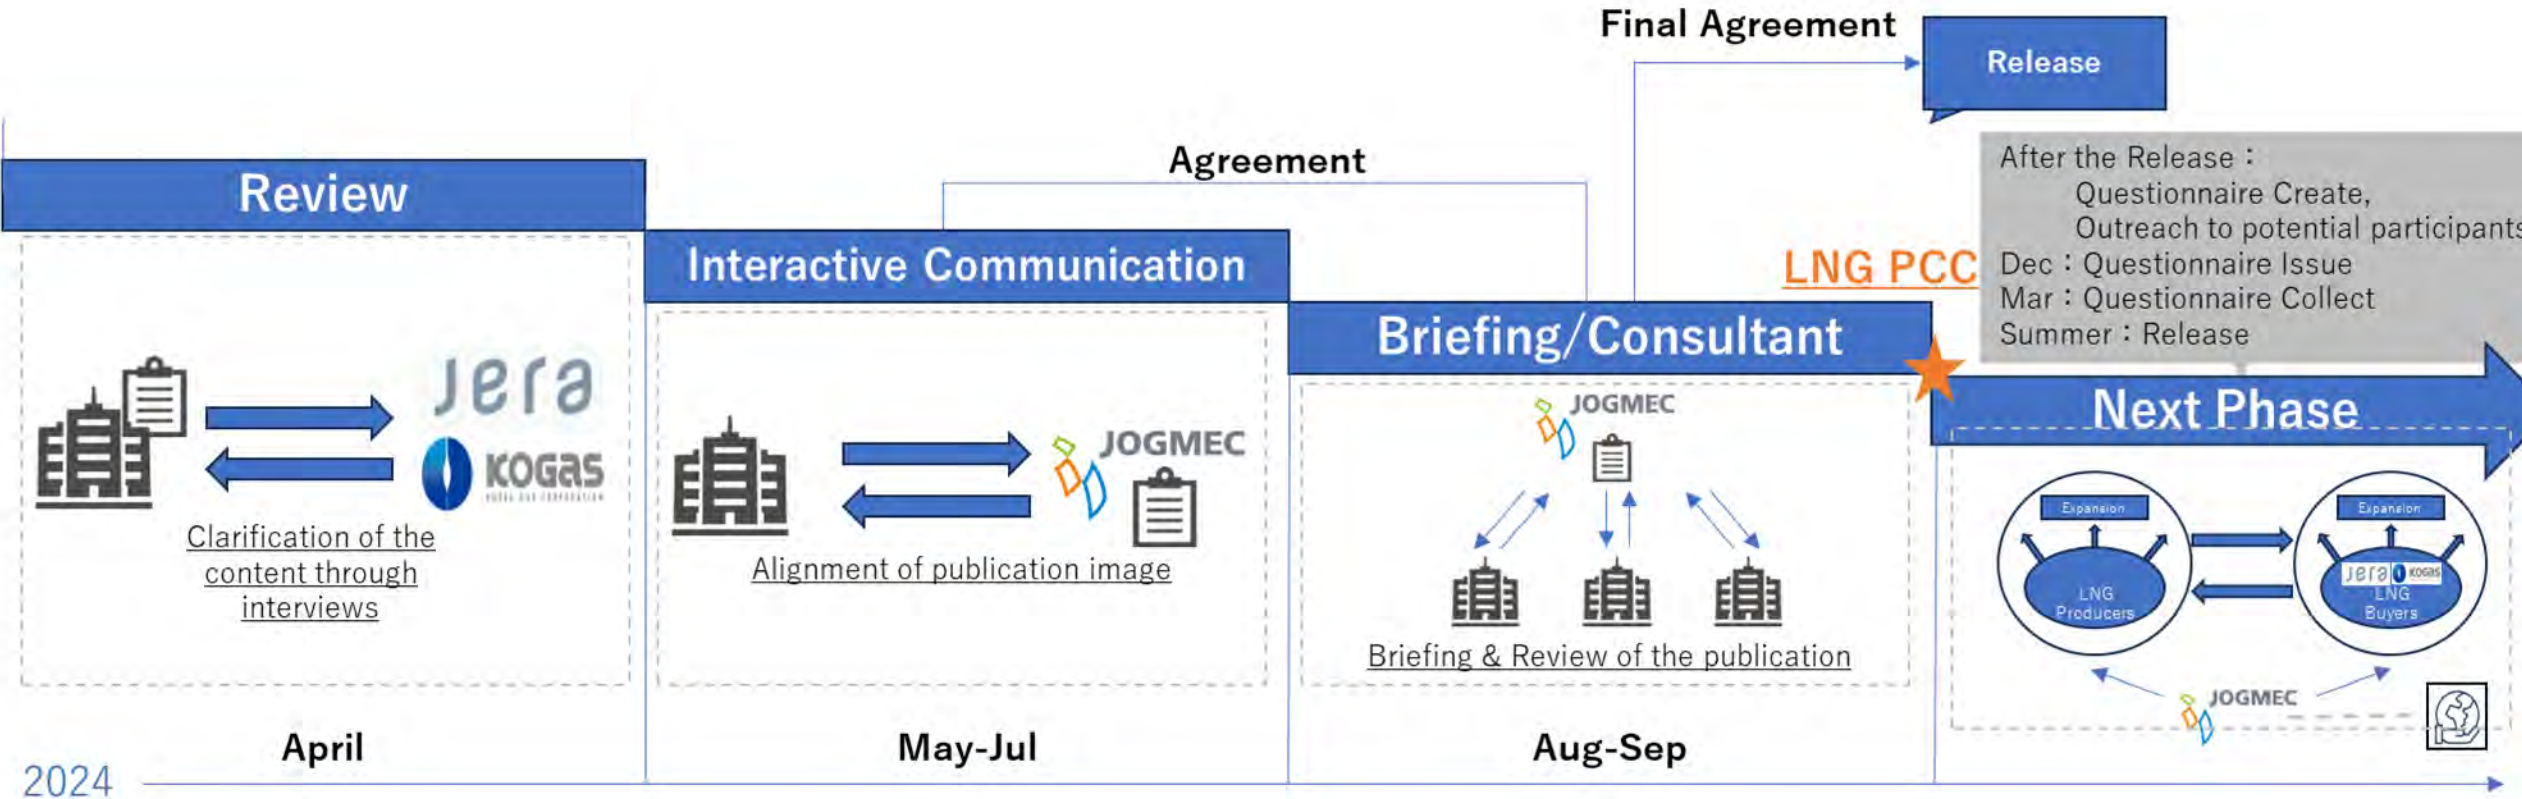 Final Agreement
Release
Agreement
After the Release：
Questionnaire Create,
Outreach to potential participants
Dec：Questionnaire Issue
Mar：Questionnaire Collect
Summer：Release
LNG PCC
Review
Interactive Communication
Briefing/Consultant
Next Phase
Jera
KOGAS
Clarification of the
content through
interviews
JOGMEC
Alignment of publication image
JOGMEC
Briefing & Review of the publication
Expansion
LNG
Producers
Expansion
Jera KOGAS
LNG
Buyers
JOGMEC
April
May-Jul
Aug-Sep
2024